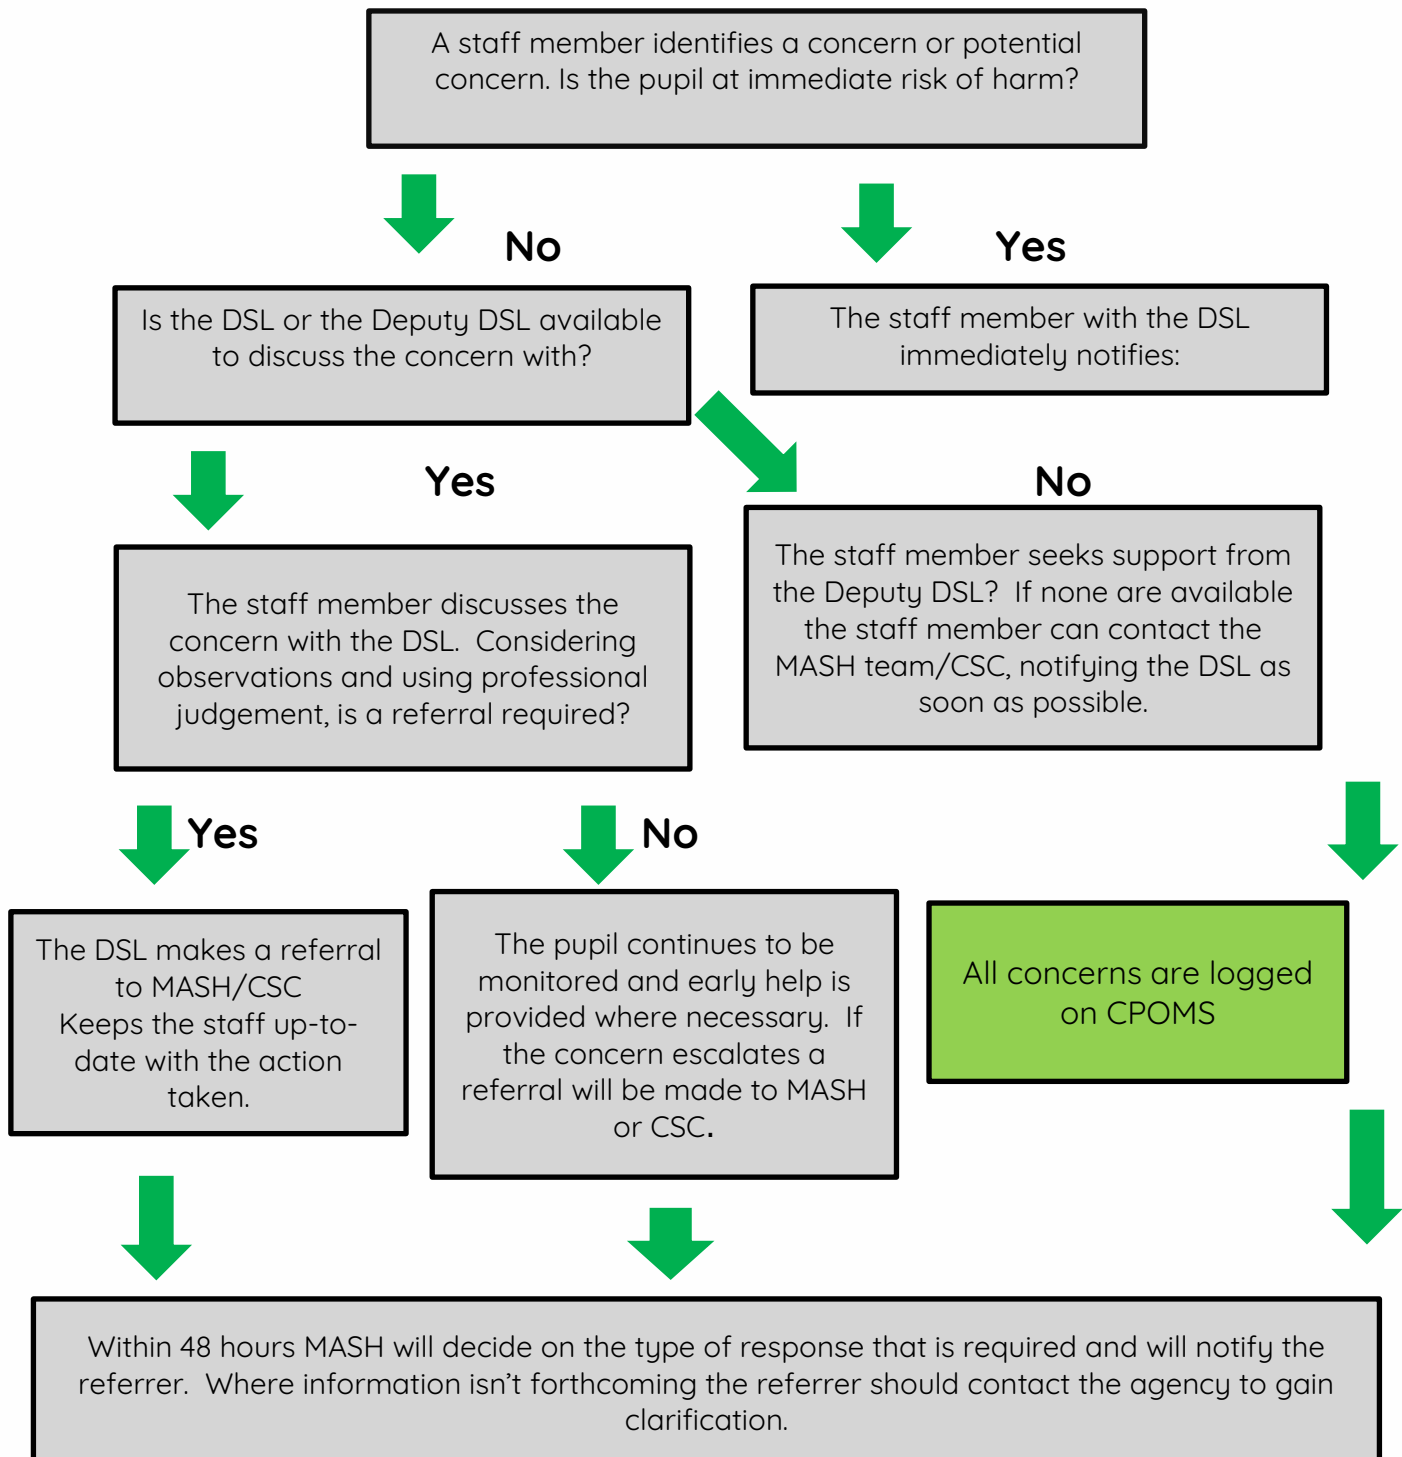 A staff member identifies a concern or potential
concern. Is the pupil at immediate risk of harm?
No
Yes
Is the DSL or the Deputy DSL available
to discuss the concern with?
The staff member with the DSL
immediately notifies:
Yes
No
The staff member discusses the
concern with the DSL. Considering
observations and using professional
judgement, is a referral required?
The staff member seeks support from
the Deputy DSL? If none are available
the staff member can contact the
MASH team/CSC, notifying the DSL as
soon as possible.
Yes
No
The DSL makes a referral
to MASH/CSC
Keeps the staff up-to-
date with the action
taken.
The pupil continues to be
monitored and early help is
provided where necessary. If
the concern escalates a
referral will be made to MASH
or CSC.
All concerns are logged
on CPOMS
Within 48 hours MASH will decide on the type of response that is required and will notify the
referrer. Where information isn't forthcoming the referrer should contact the agency to gain
clarification.